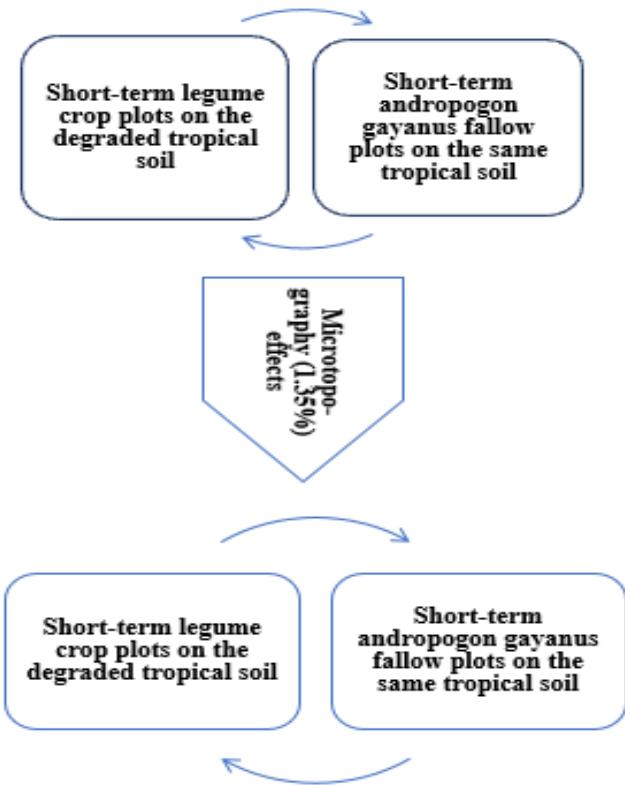 Short-term legume
crop plots on the
degraded tropical
soil
Short-term
andropogon
gayanus fallow
plots on the same
tropical soil
Microtopo-
graphy (1.35%)
effects
Short-term legume
crop plots on the
degraded tropical soil
Short-term
andropogon gayanus
fallow plots on the
same tropical soil